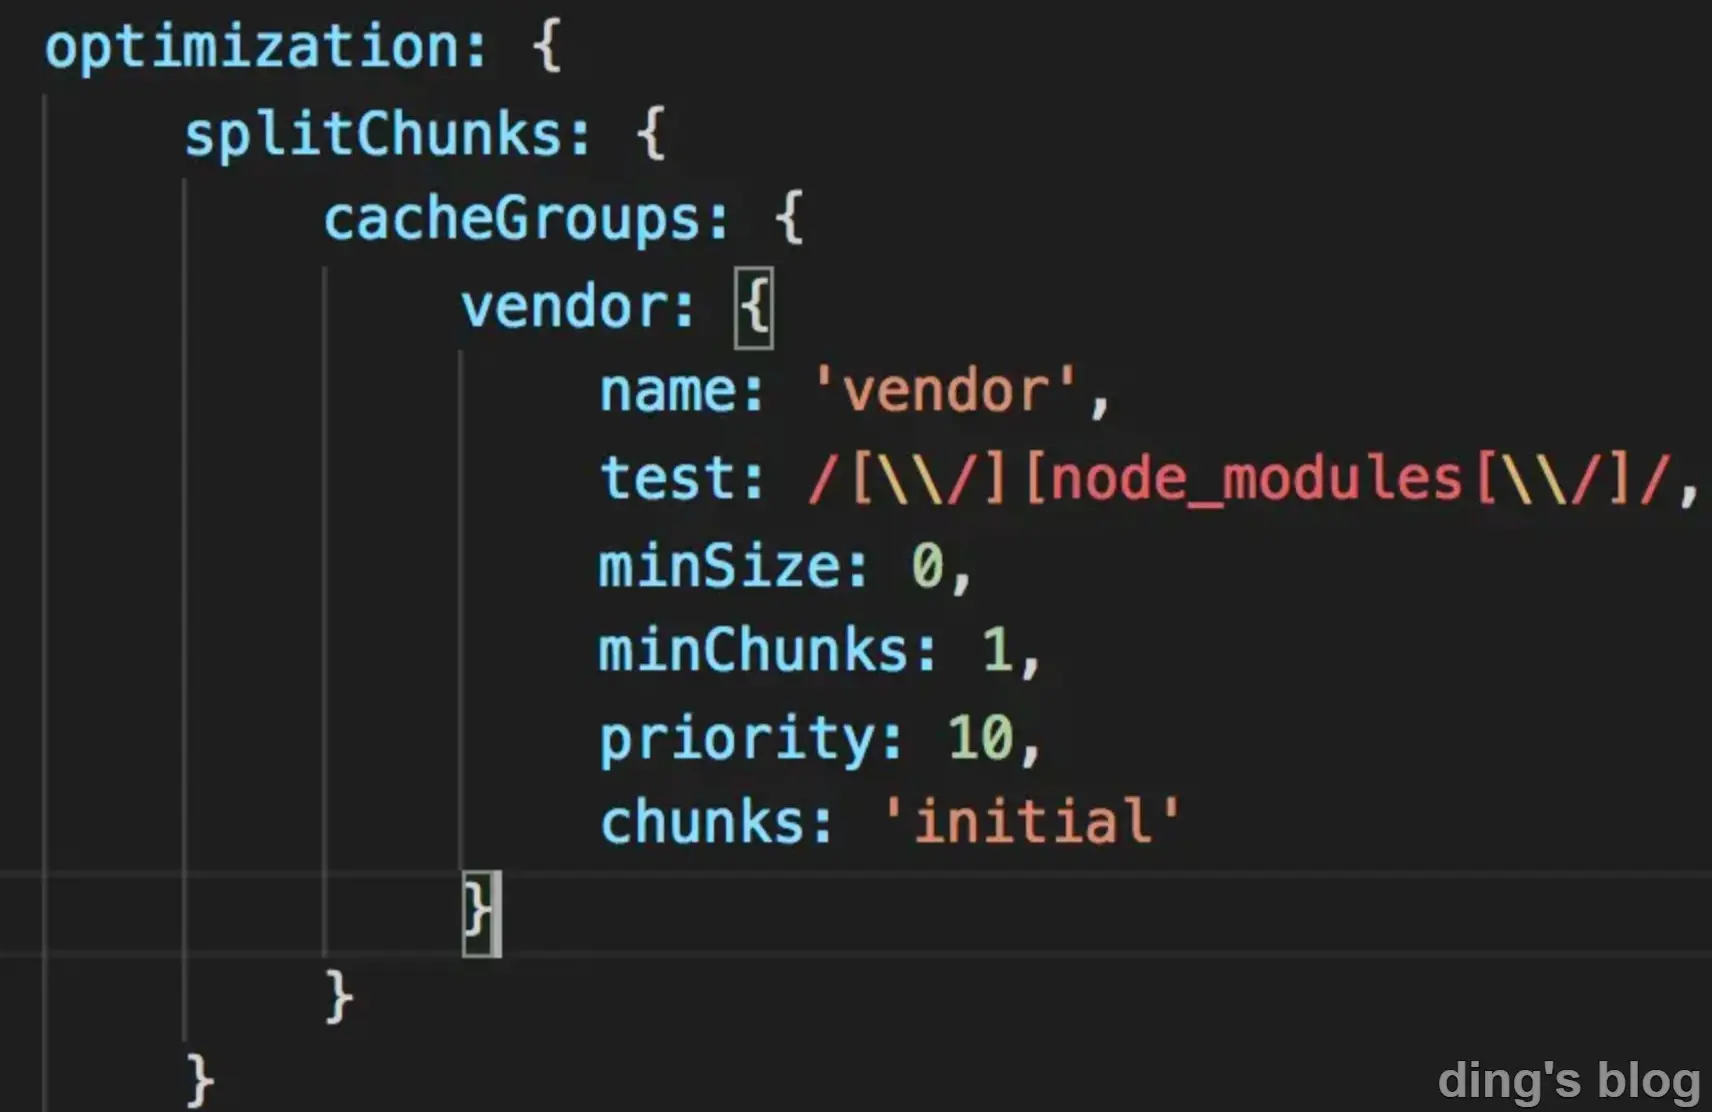 optimization: {
splitChunks: {
cacheGroups: {
vendor: {
name: 'vendor',
test: /[\\/][node_modules[\\/]/,
minSize: 0,
minChunks: 1,
priority: 10,
chunks: 'initial'
}
}
}
ding's blog